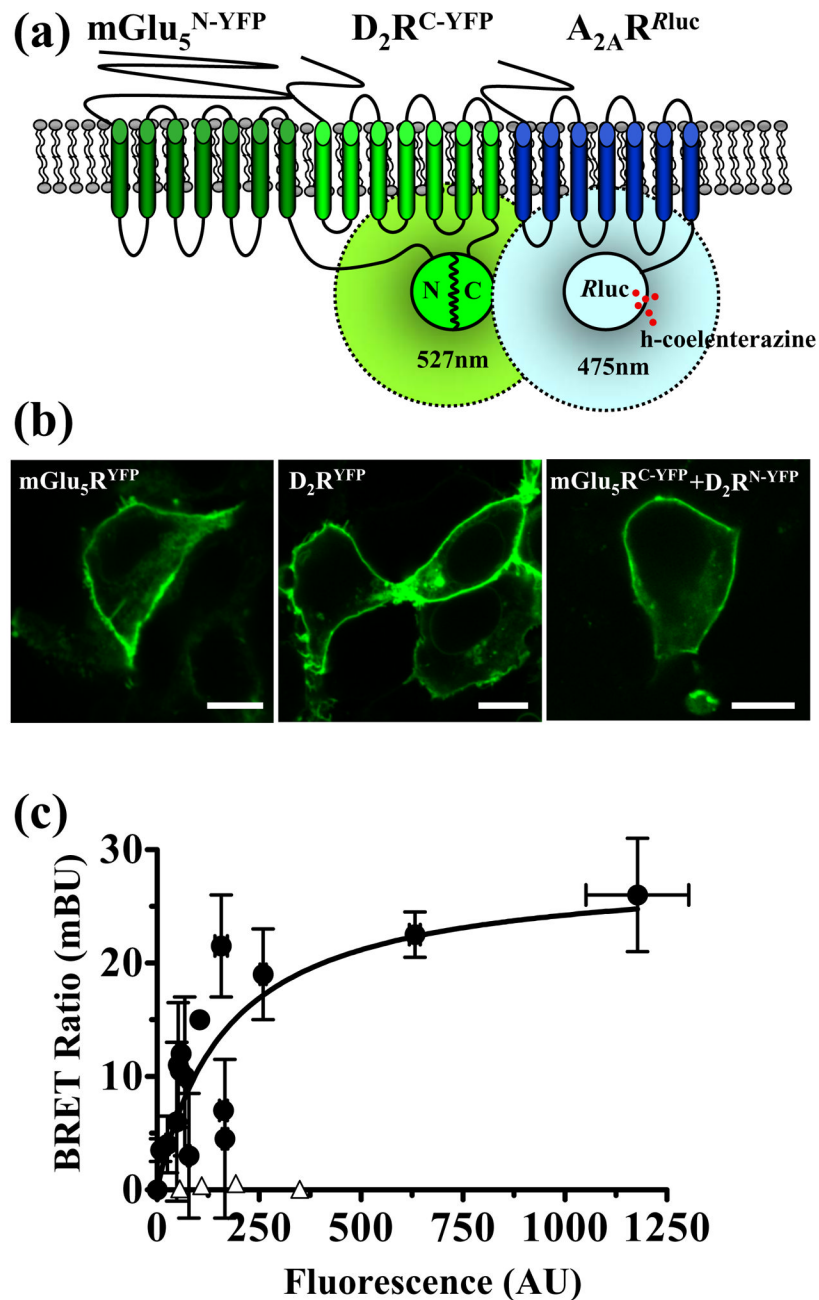 (a)
mGlu₅ᴺ⁻ʸᶠᴾ D₂Rᶜ⁻ʸᶠᴾ A₂ₐRᴿˡᵘᶜ
N C
Rluc
h-coelenterazine
527nm 475nm
(b)
mGlu₅Rʸᶠᴾ D₂Rʸᶠᴾ mGlu₅Rᶜ⁻ʸᶠᴾ+D₂Rᴺ⁻ʸᶠᴾ
(c)
BRET Ratio (mBU)
30
20
10
0
0 250 500 750 1000 1250
Fluorescence (AU)